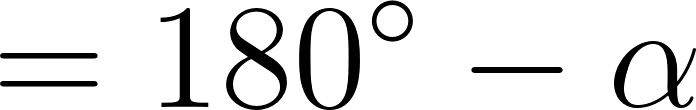 = 180° − α